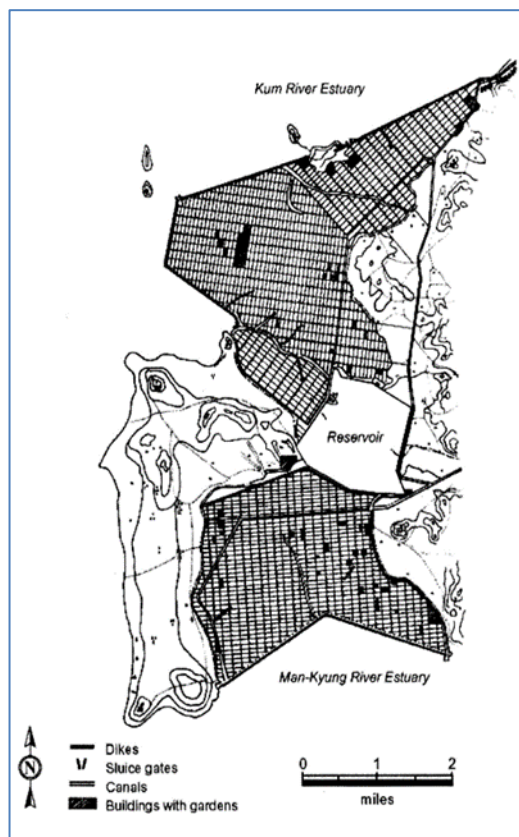 Kum River Estuary
Reservoir
Man-Kyung River Estuary
N
Dikes
Sluice gates
Canals
Buildings with gardens
0 1 2
miles